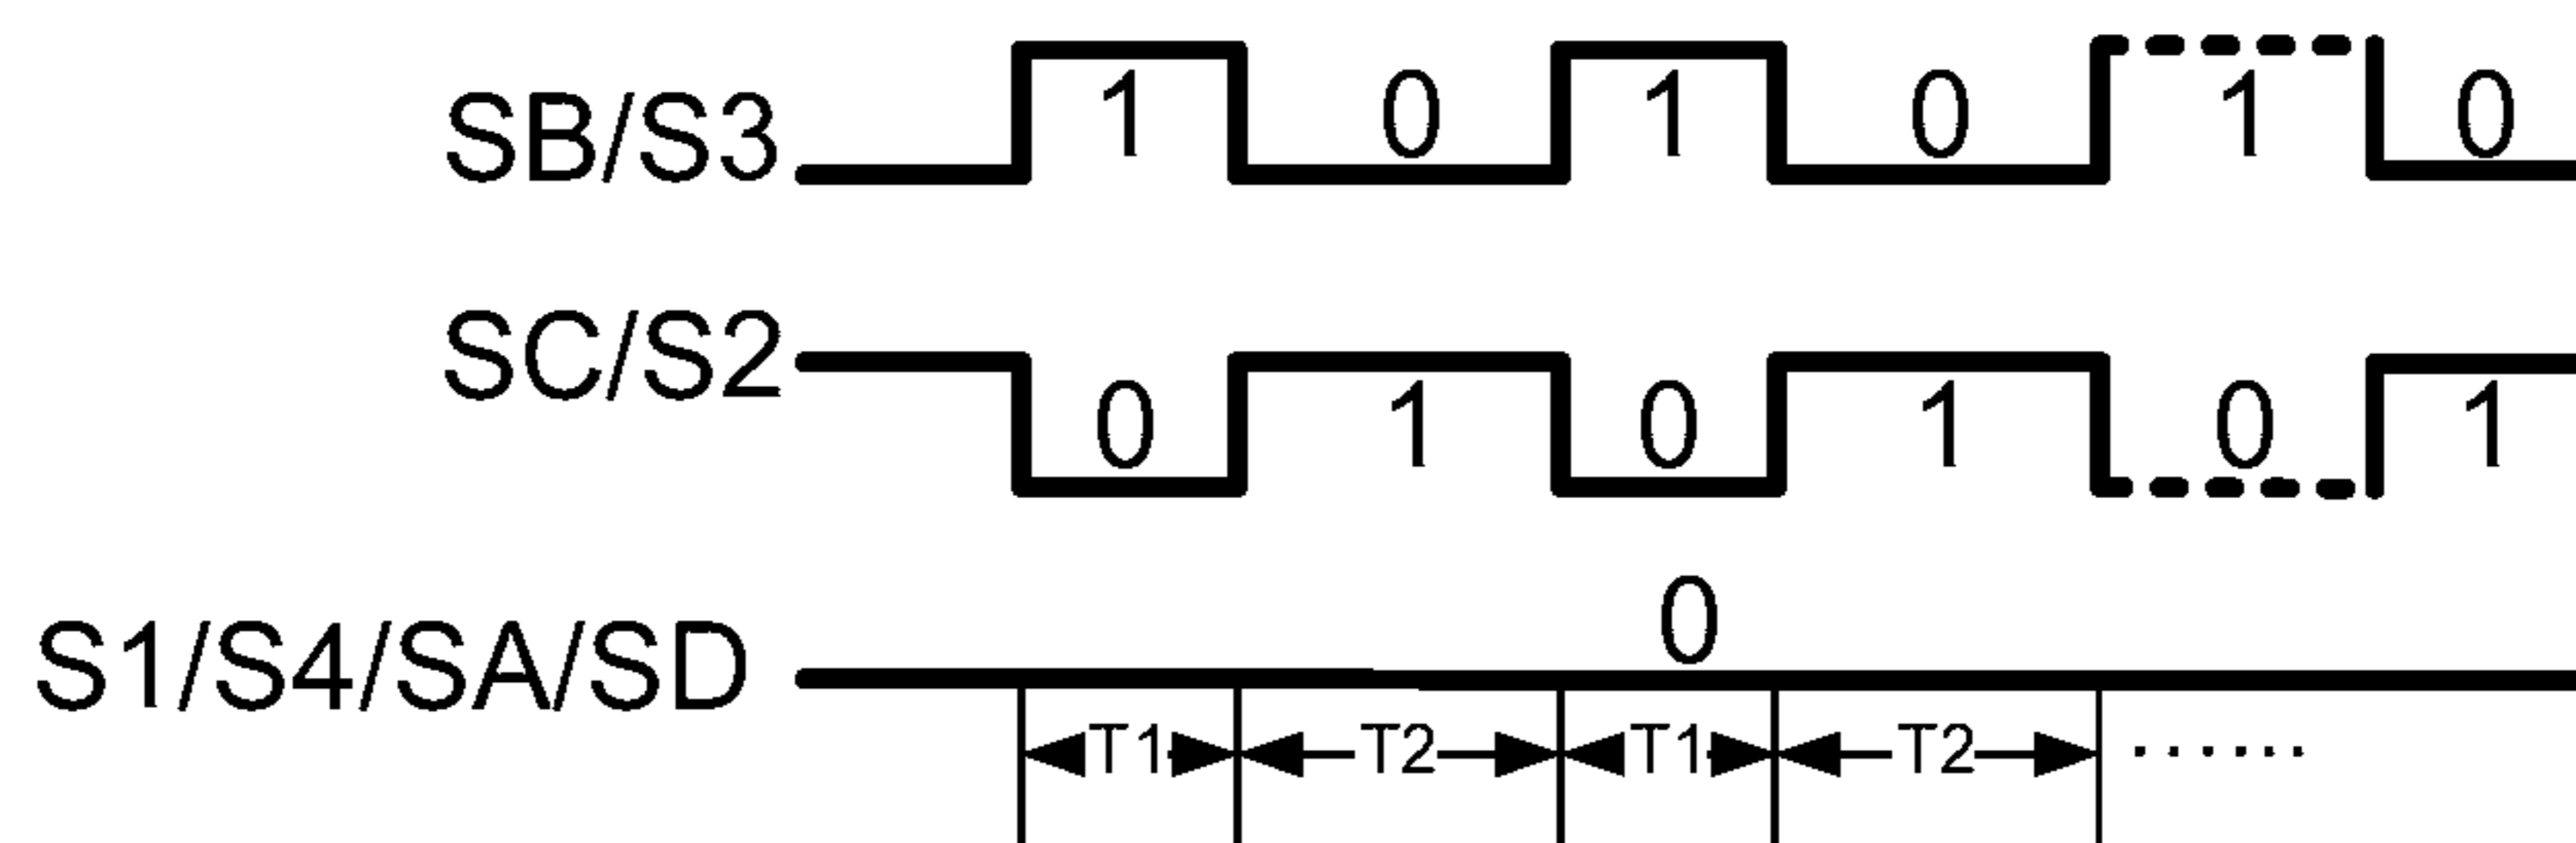 SB/S3 1 0 1 0 1 0
SC/S2 0 1 0 1 0 1
S1/S4/SA/SD 0
T1 T2 T1 T2 ......